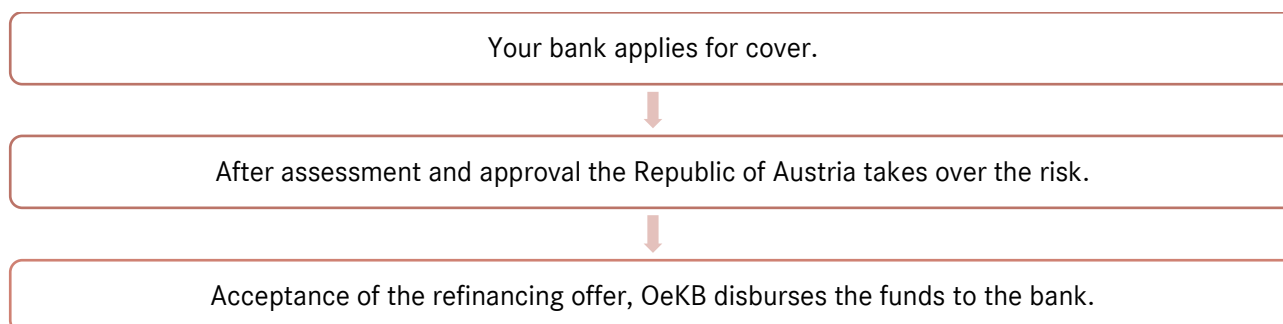 Your bank applies for cover.
After assessment and approval the Republic of Austria takes over the risk.
Acceptance of the refinancing offer, OeKB disburses the funds to the bank.